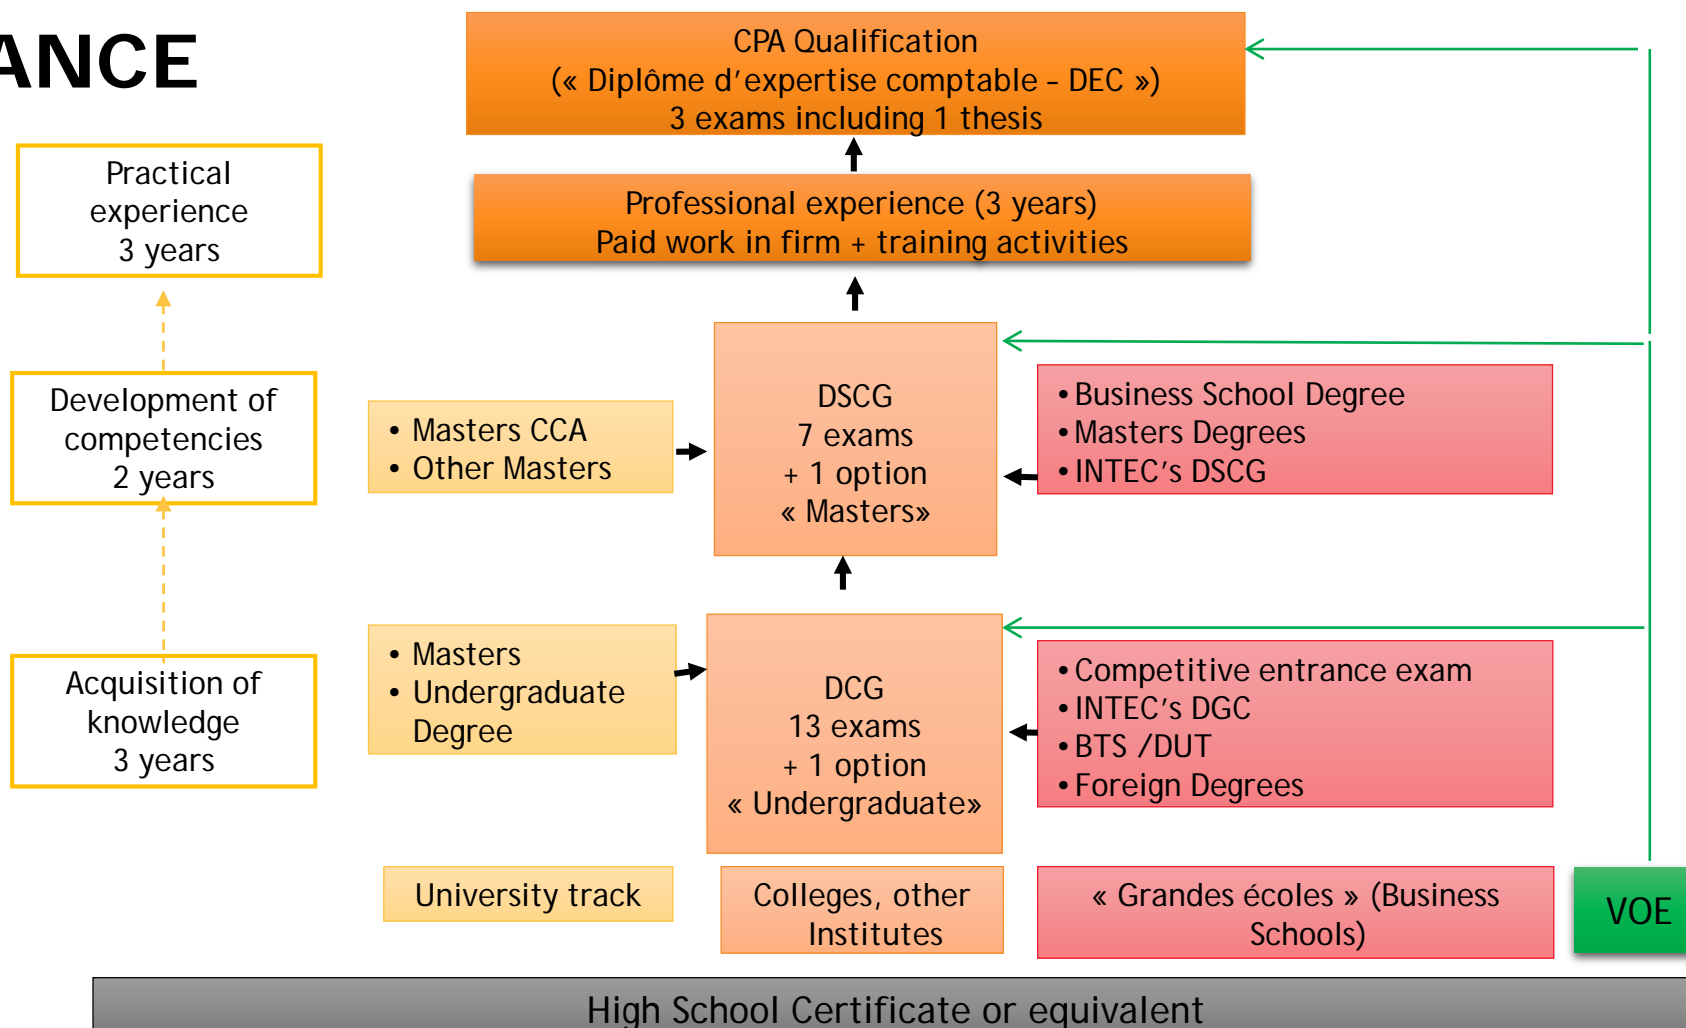 ANCE
CPA Qualification
(« Diplôme d'expertise comptable – DEC »)
3 exams including 1 thesis
Practical
experience
3 years
Professional experience (3 years)
Paid work in firm + training activities
Development of
competencies
2 years
• Masters CCA
• Other Masters
DSCG
7 exams
+ 1 option
« Masters»
• Business School Degree
• Masters Degrees
• INTEC's DSCG
Acquisition of
knowledge
3 years
• Masters
• Undergraduate
Degree
DCG
13 exams
+ 1 option
« Undergraduate»
• Competitive entrance exam
• INTEC's DGC
• BTS /DUT
• Foreign Degrees
University track
Colleges, other
Institutes
« Grandes écoles » (Business
Schools)
VOE
High School Certificate or equivalent